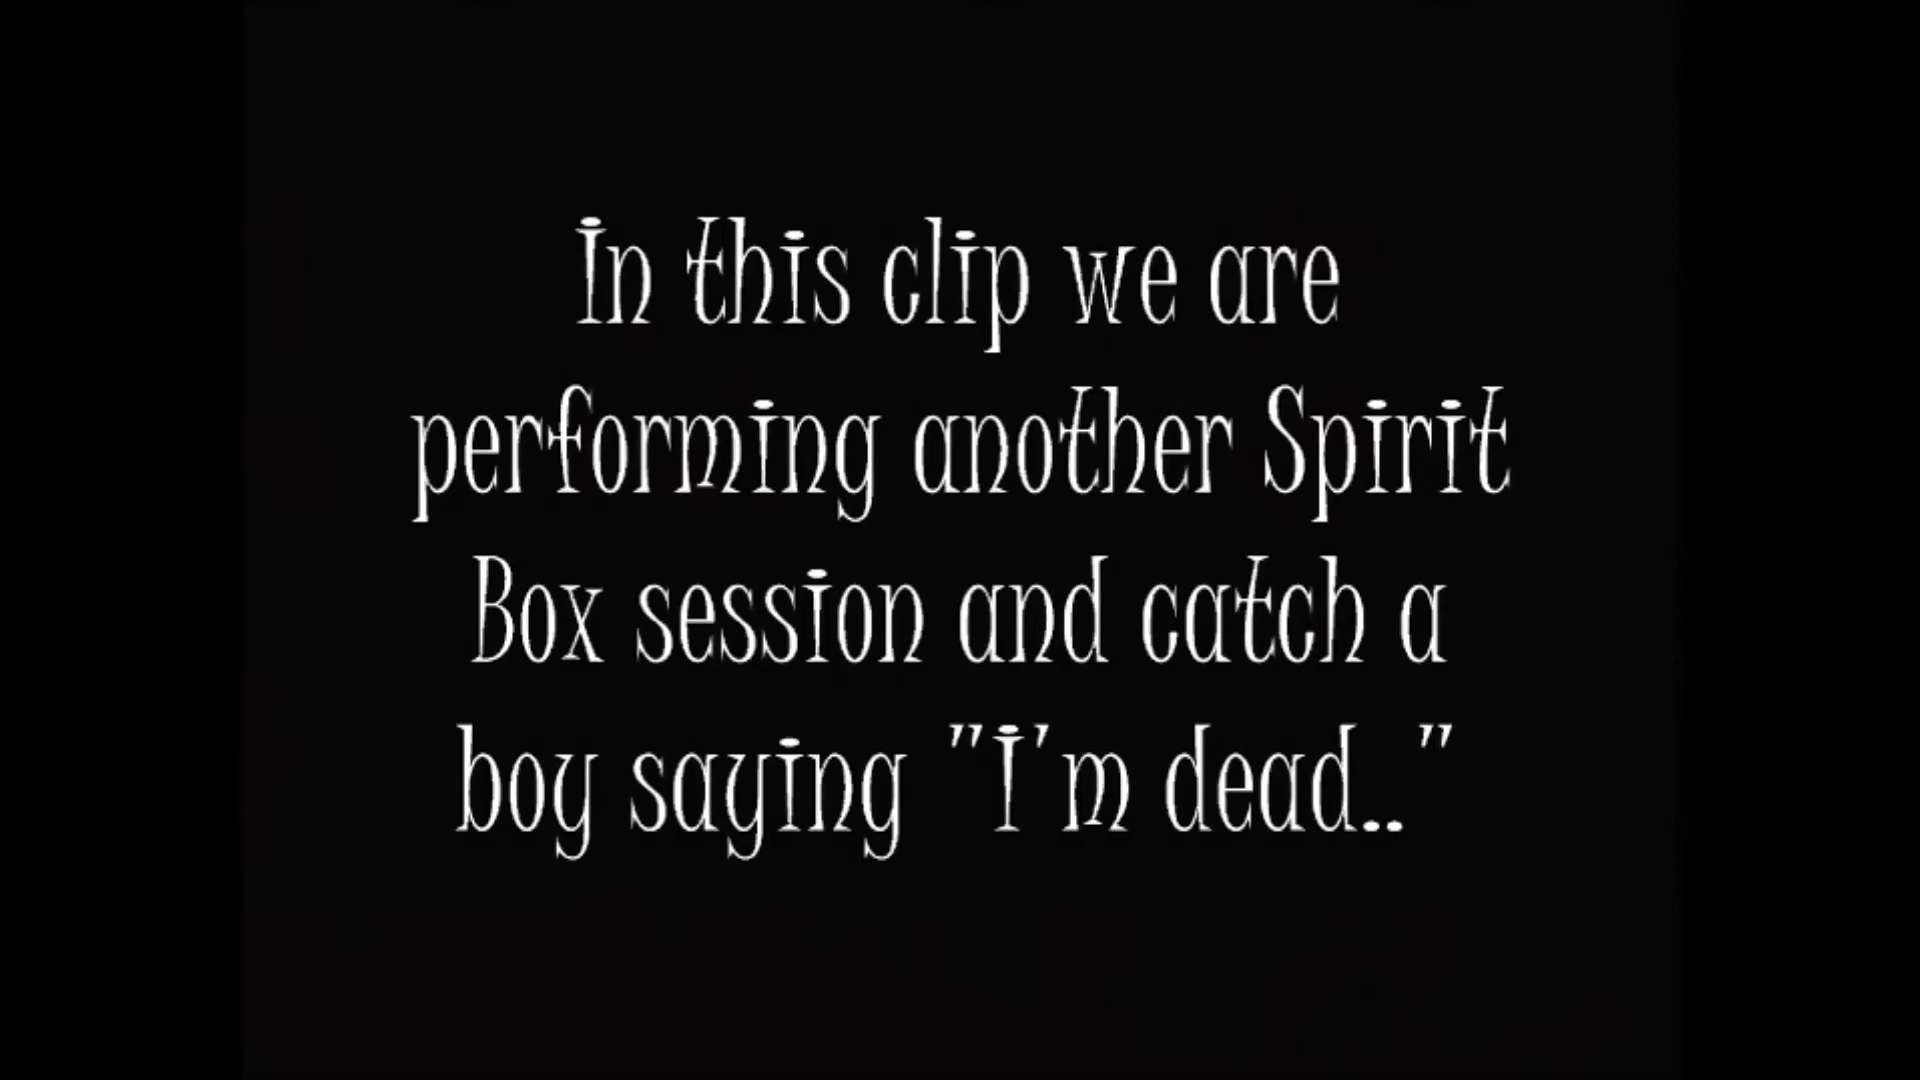 In this clip we are
performing another Spirit
Box session and catch a
boy saying "I'm dead.."